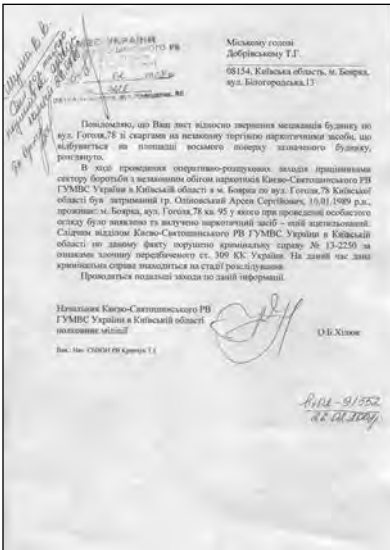 МВС УКРАЇНИ
Міському голові
Добрівському Т.Г.
08154, Київська область, м. Боярка,
вул. Білогородська,13
Повідомляю, що Ваш лист відносно звернення мешканців будинку по
вул. Гоголя,78 зі скаргами на незаконну торгівлю наркотичними засоби, що
відбувається на площадці восьмого поверху зазначеного будинку,
розглянуто.
В ході проведення оперативно-розшукових заходів працівниками
сектору боротьби з незаконним обігом наркотиків Києво-Святошинського РВ
ГУМВС України в Київській області в м. Боярка по вул. Гоголя,78 Київської
області був затриманий гр. Оліновський Арсен Сергійович, 10.01.1989 р.н.,
проживає: м. Боярка, вул. Гоголя,78 кв. 95 у якого при проведенні особистого
огляду було виявлено та вилучено наркотичний засіб – опій ацетильований.
Слідчим відділом Києво-Святошинського РВ ГУМВС України в Київській
області по даному факту порушено кримінальну справу № 13-2250 за
ознаками злочину передбаченого ст. 309 КК України. На даний час дана
кримінальна справа знаходиться на стадії розслідування.
Проводяться подальші заходи по даній інформації.
Начальник Києво-Святошинського РВ
ГУМВС України в Київській області
полковник міліції
О.Б.Хілюк